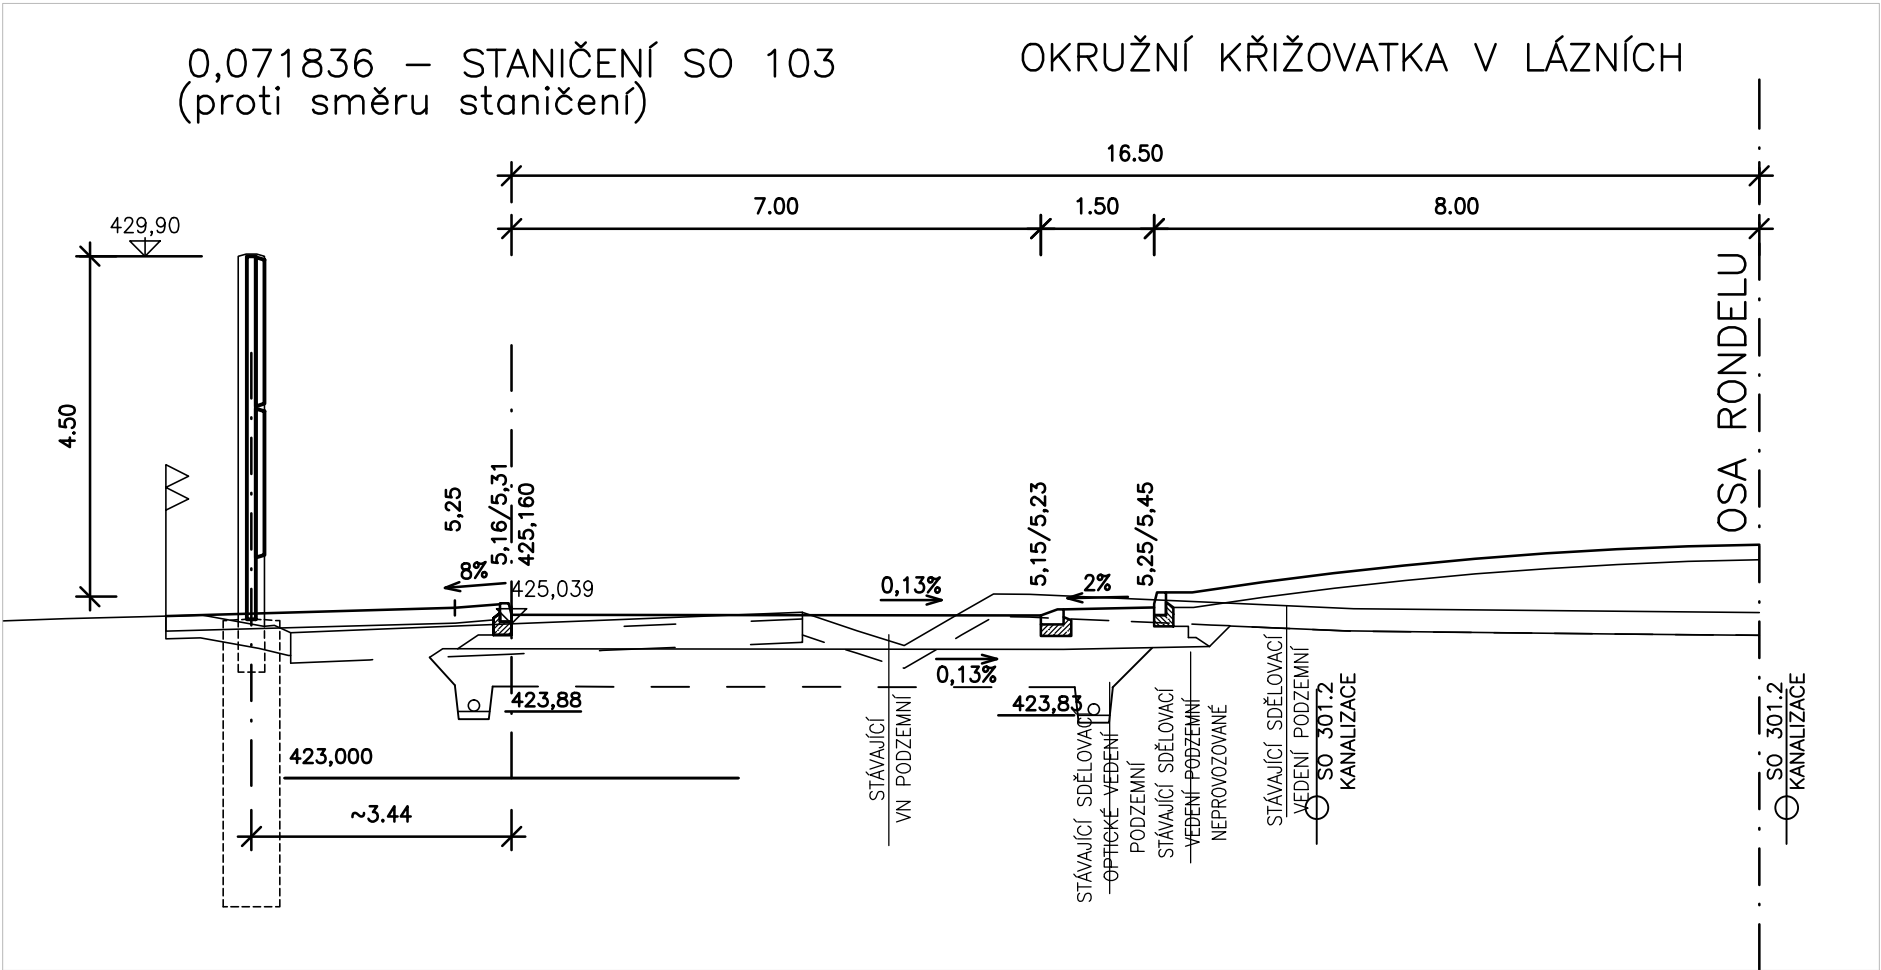 0,071836 – STANIČENÍ SO 103
(proti směru staničení)
OKRUŽNÍ KŘIŽOVATKA V LÁZNÍCH
16.50
7.00
1.50
8.00
429,90
4.50
OSA RONDELU
5,25
5,16/5,31
425,160
8%
425,039
0,13%
5,15/5,23
2%
5,25/5,45
0,13%
423,88
423,83
423,000
~3.44
STÁVAJÍCÍ
VN PODZEMNÍ
STÁVAJÍCÍ SDĚLOVACÍ
OPTICKÉ VEDENÍ
PODZEMNÍ
STÁVAJÍCÍ SDĚLOVACÍ
VEDENÍ PODZEMNÍ
NEPROVOZOVANÉ
STÁVAJÍCÍ SDĚLOVACÍ
VEDENÍ PODZEMNÍ
SO 301.2
KANALIZACE
SO 301.2
KANALIZACE